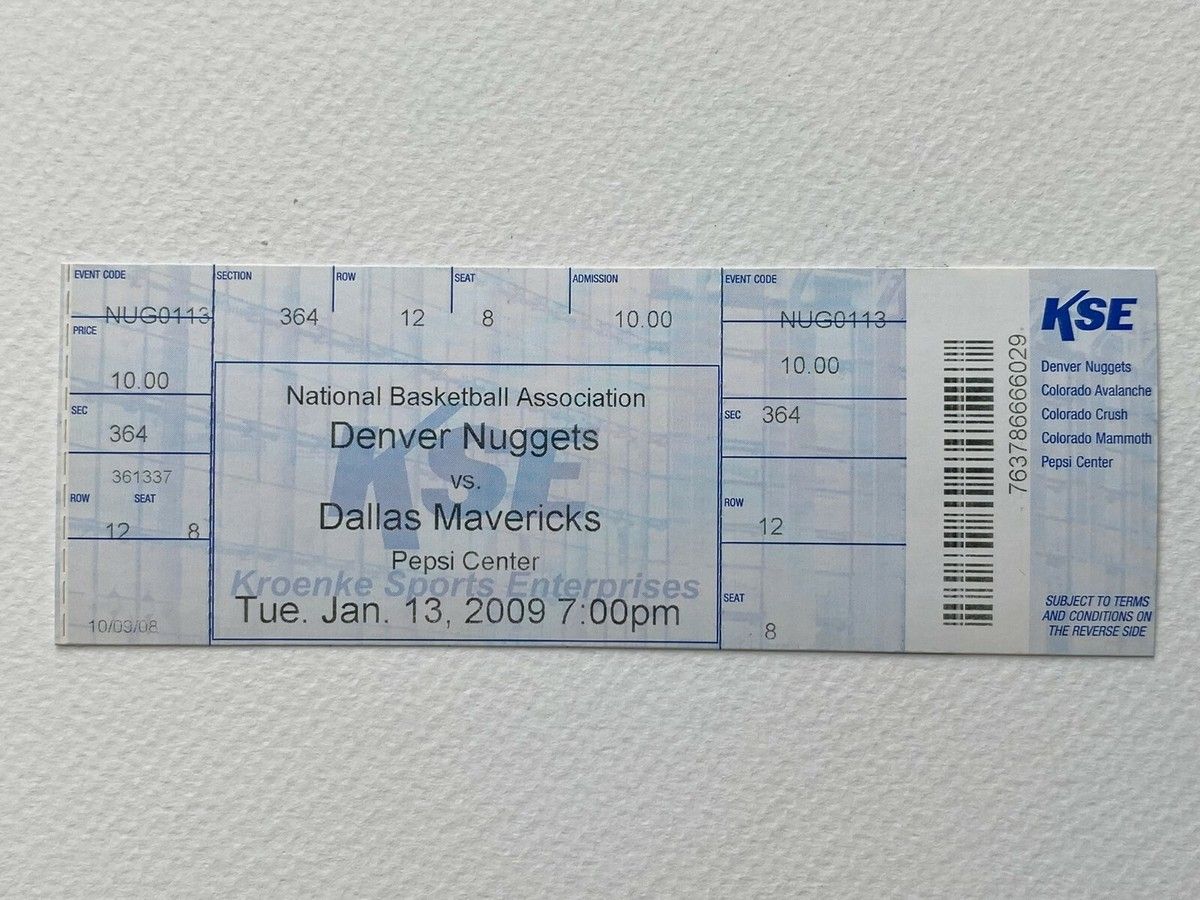 EVENT CODE
NUG0113
PRICE
10.00
SEC
364
361337
ROW SEAT
12 8
10/09/08
SECTION ROW SEAT ADMISSION
364 12 8 10.00
National Basketball Association
Denver Nuggets
vs.
Dallas Mavericks
Pepsi Center
KSE
Kroenke Sports Enterprises
Tue. Jan. 13, 2009 7:00pm
EVENT CODE
NUG0113
10.00
SEC 364
ROW
12
SEAT
8
7637866666029
KSE
Denver Nuggets
Colorado Avalanche
Colorado Crush
Colorado Mammoth
Pepsi Center
SUBJECT TO TERMS
AND CONDITIONS ON
THE REVERSE SIDE